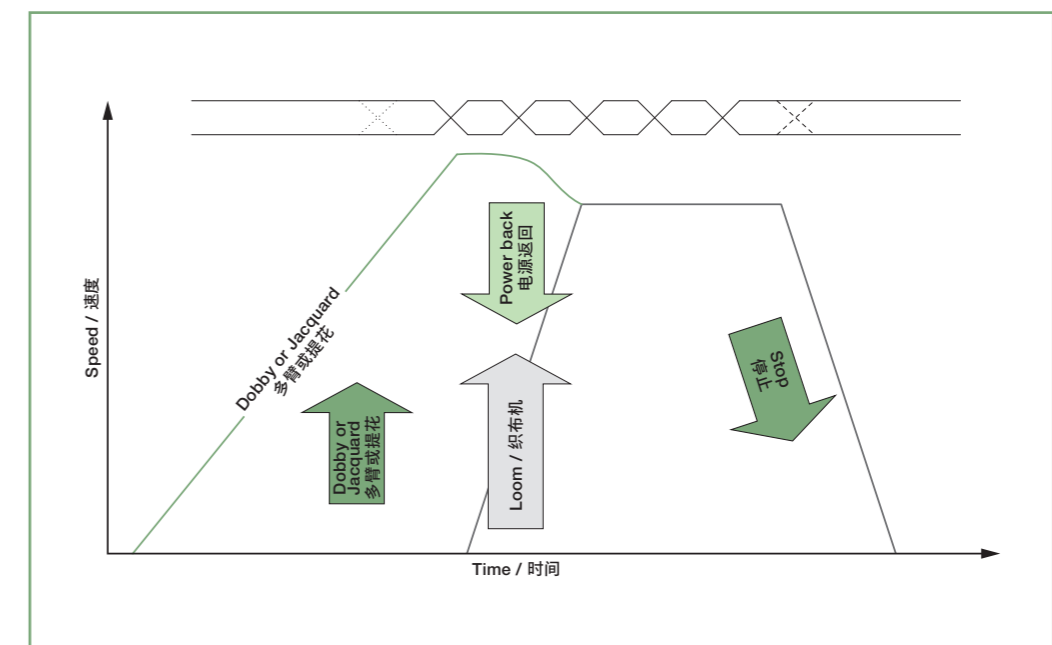 Speed / 速度
Dobby or Jacquard
多臂或提花
Dobby or
Jacquard
多臂或提花
Power back
电源返回
Loom / 织布机
Stop
停止
Time / 时间